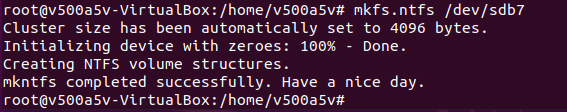 root@v500a5v-VirtualBox:/home/v500a5v# mkfs.ntfs /dev/sdb7
Cluster size has been automatically set to 4096 bytes.
Initializing device with zeroes: 100% - Done.
Creating NTFS volume structures.
mkntfs completed successfully. Have a nice day.
root@v500a5v-VirtualBox:/home/v500a5v#